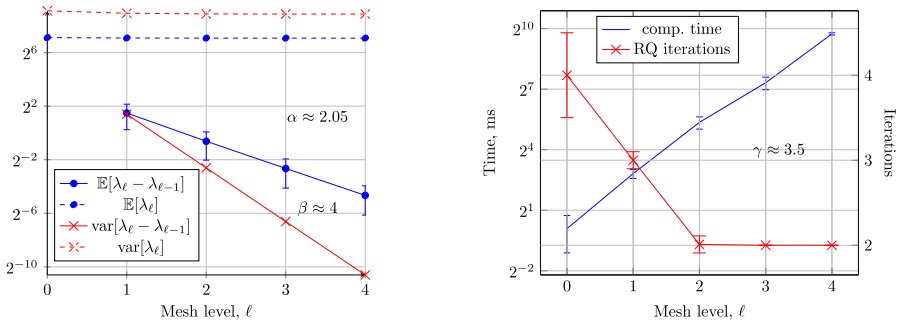 2^6
2^2
2^{-2}
2^{-6}
2^{-10}
α ≈ 2.05
β ≈ 4
𝔼[λ_ℓ − λ_{ℓ−1}]
𝔼[λ_ℓ]
var[λ_ℓ − λ_{ℓ−1}]
var[λ_ℓ]
0 1 2 3 4
Mesh level, ℓ
2^{10}
2^7
2^4
2^1
2^{-2}
Time, ms
comp. time
RQ iterations
γ ≈ 3.5
4
3
2
Iterations
0 1 2 3 4
Mesh level, ℓ